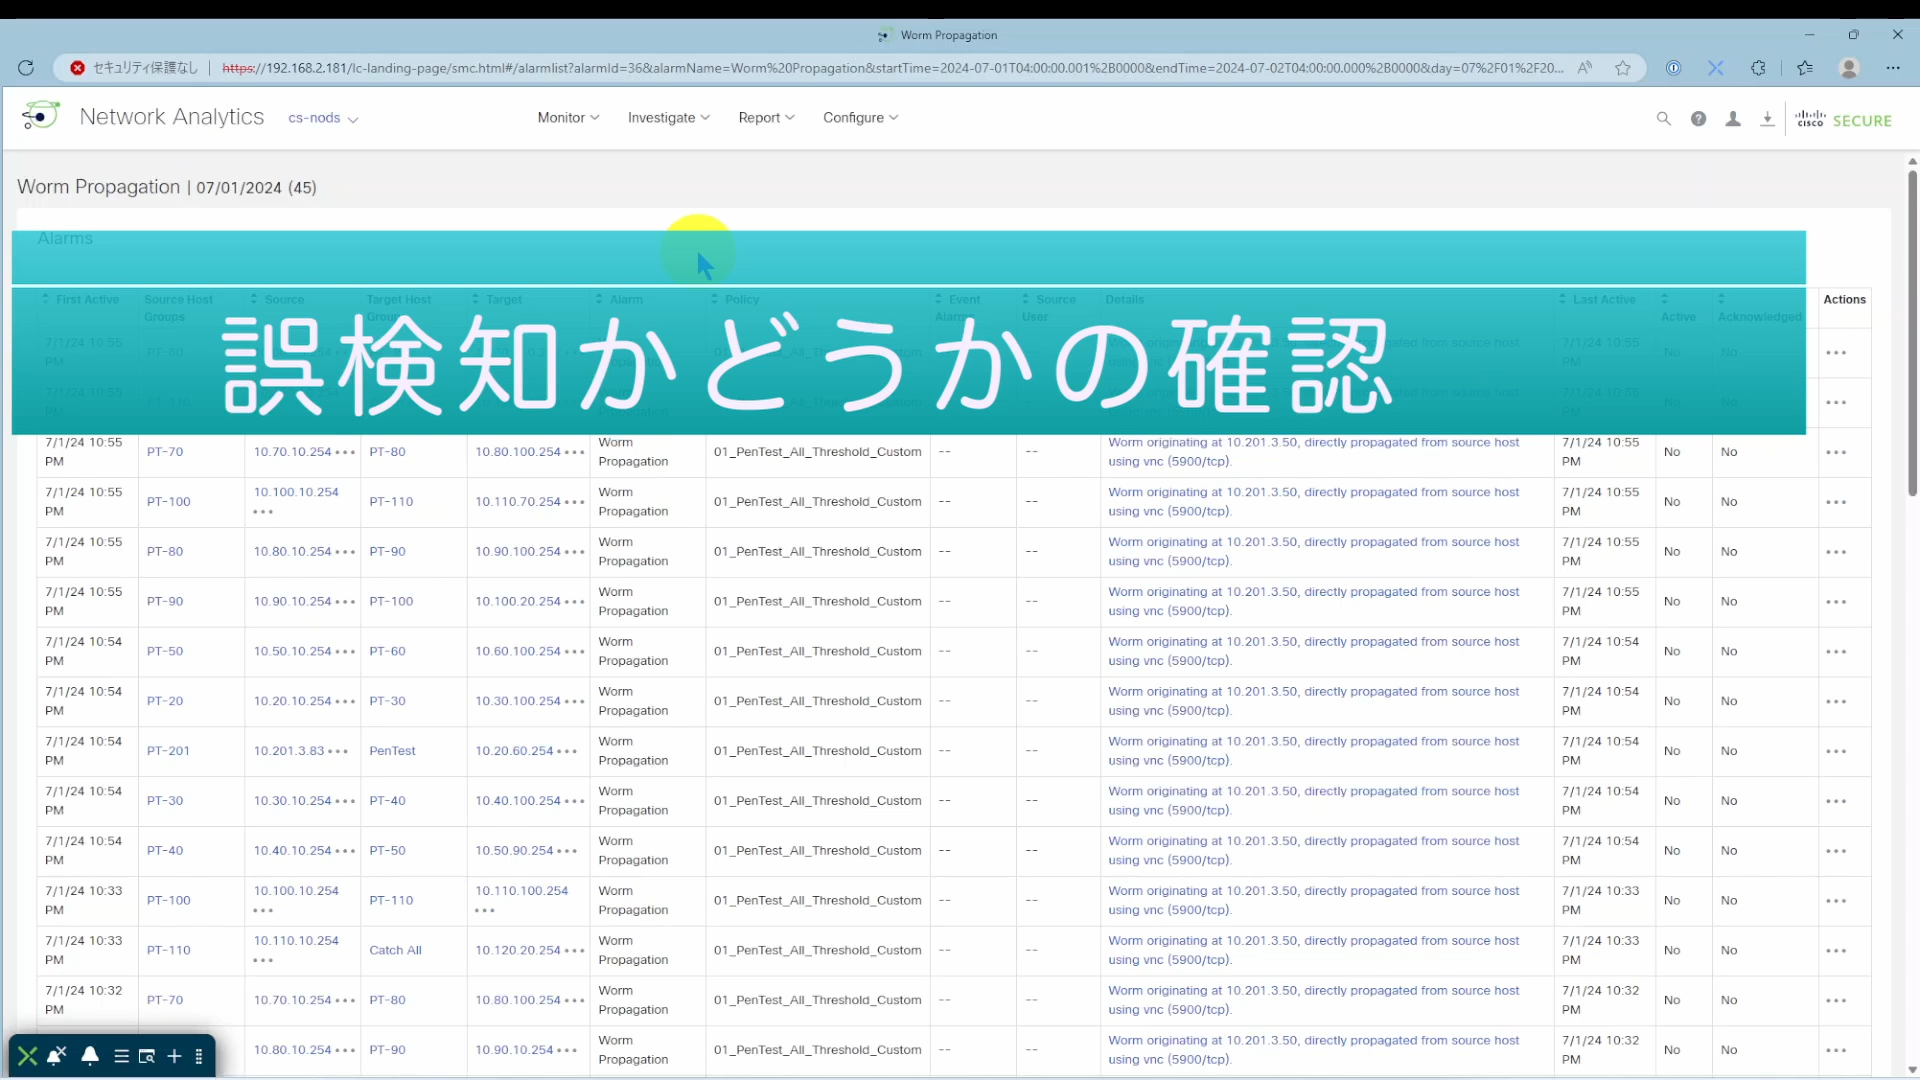 Worm Propagation
セキュリティ保護なし
https://192.168.2.181/lc-landing-page/smc.html#/alarmlist?alarmId=36&alarmName=Worm%20Propagation&startTime=2024-07-01T04:00:00.001%2B0000&endTime=2024-07-02T04:00:00.000%2B0000&day=07%2F01%2F20...
Network Analytics
cs-nods
Monitor
Investigate
Report
Configure
CISCO SECURE
Worm Propagation | 07/01/2024 (45)
Alarms
First Active Source Host Groups Source Target Host Groups Target Alarm Policy Event Alarms Source User Details Last Active Active Acknowledged Actions
誤検知かどうかの確認
7/1/24 10:55 PM PT-70 10.70.10.254 ••• PT-80 10.80.100.254 ••• Worm Propagation 01_PenTest_All_Threshold_Custom -- -- Worm originating at 10.201.3.50, directly propagated from source host using vnc (5900/tcp). 7/1/24 10:55 PM No No •••
7/1/24 10:55 PM PT-100 10.100.10.254 ••• PT-110 10.110.70.254 ••• Worm Propagation 01_PenTest_All_Threshold_Custom -- -- Worm originating at 10.201.3.50, directly propagated from source host using vnc (5900/tcp). 7/1/24 10:55 PM No No •••
7/1/24 10:55 PM PT-80 10.80.10.254 ••• PT-90 10.90.100.254 ••• Worm Propagation 01_PenTest_All_Threshold_Custom -- -- Worm originating at 10.201.3.50, directly propagated from source host using vnc (5900/tcp). 7/1/24 10:55 PM No No •••
7/1/24 10:55 PM PT-90 10.90.10.254 ••• PT-100 10.100.20.254 ••• Worm Propagation 01_PenTest_All_Threshold_Custom -- -- Worm originating at 10.201.3.50, directly propagated from source host using vnc (5900/tcp). 7/1/24 10:55 PM No No •••
7/1/24 10:54 PM PT-50 10.50.10.254 ••• PT-60 10.60.100.254 ••• Worm Propagation 01_PenTest_All_Threshold_Custom -- -- Worm originating at 10.201.3.50, directly propagated from source host using vnc (5900/tcp). 7/1/24 10:54 PM No No •••
7/1/24 10:54 PM PT-20 10.20.10.254 ••• PT-30 10.30.100.254 ••• Worm Propagation 01_PenTest_All_Threshold_Custom -- -- Worm originating at 10.201.3.50, directly propagated from source host using vnc (5900/tcp). 7/1/24 10:54 PM No No •••
7/1/24 10:54 PM PT-201 10.201.3.83 ••• PenTest 10.20.60.254 ••• Worm Propagation 01_PenTest_All_Threshold_Custom -- -- Worm originating at 10.201.3.50, directly propagated from source host using vnc (5900/tcp). 7/1/24 10:54 PM No No •••
7/1/24 10:54 PM PT-30 10.30.10.254 ••• PT-40 10.40.100.254 ••• Worm Propagation 01_PenTest_All_Threshold_Custom -- -- Worm originating at 10.201.3.50, directly propagated from source host using vnc (5900/tcp). 7/1/24 10:54 PM No No •••
7/1/24 10:54 PM PT-40 10.40.10.254 ••• PT-50 10.50.90.254 ••• Worm Propagation 01_PenTest_All_Threshold_Custom -- -- Worm originating at 10.201.3.50, directly propagated from source host using vnc (5900/tcp). 7/1/24 10:54 PM No No •••
7/1/24 10:33 PM PT-100 10.100.10.254 ••• PT-110 10.110.100.254 ••• Worm Propagation 01_PenTest_All_Threshold_Custom -- -- Worm originating at 10.201.3.50, directly propagated from source host using vnc (5900/tcp). 7/1/24 10:33 PM No No •••
7/1/24 10:33 PM PT-110 10.110.10.254 ••• Catch All 10.120.20.254 ••• Worm Propagation 01_PenTest_All_Threshold_Custom -- -- Worm originating at 10.201.3.50, directly propagated from source host using vnc (5900/tcp). 7/1/24 10:33 PM No No •••
7/1/24 10:32 PM PT-70 10.70.10.254 ••• PT-80 10.80.100.254 ••• Worm Propagation 01_PenTest_All_Threshold_Custom -- -- Worm originating at 10.201.3.50, directly propagated from source host using vnc (5900/tcp). 7/1/24 10:32 PM No No •••
10.80.10.254 ••• PT-90 10.90.10.254 ••• Worm Propagation 01_PenTest_All_Threshold_Custom -- -- Worm originating at 10.201.3.50, directly propagated from source host using vnc (5900/tcp). 7/1/24 10:32 PM No No •••